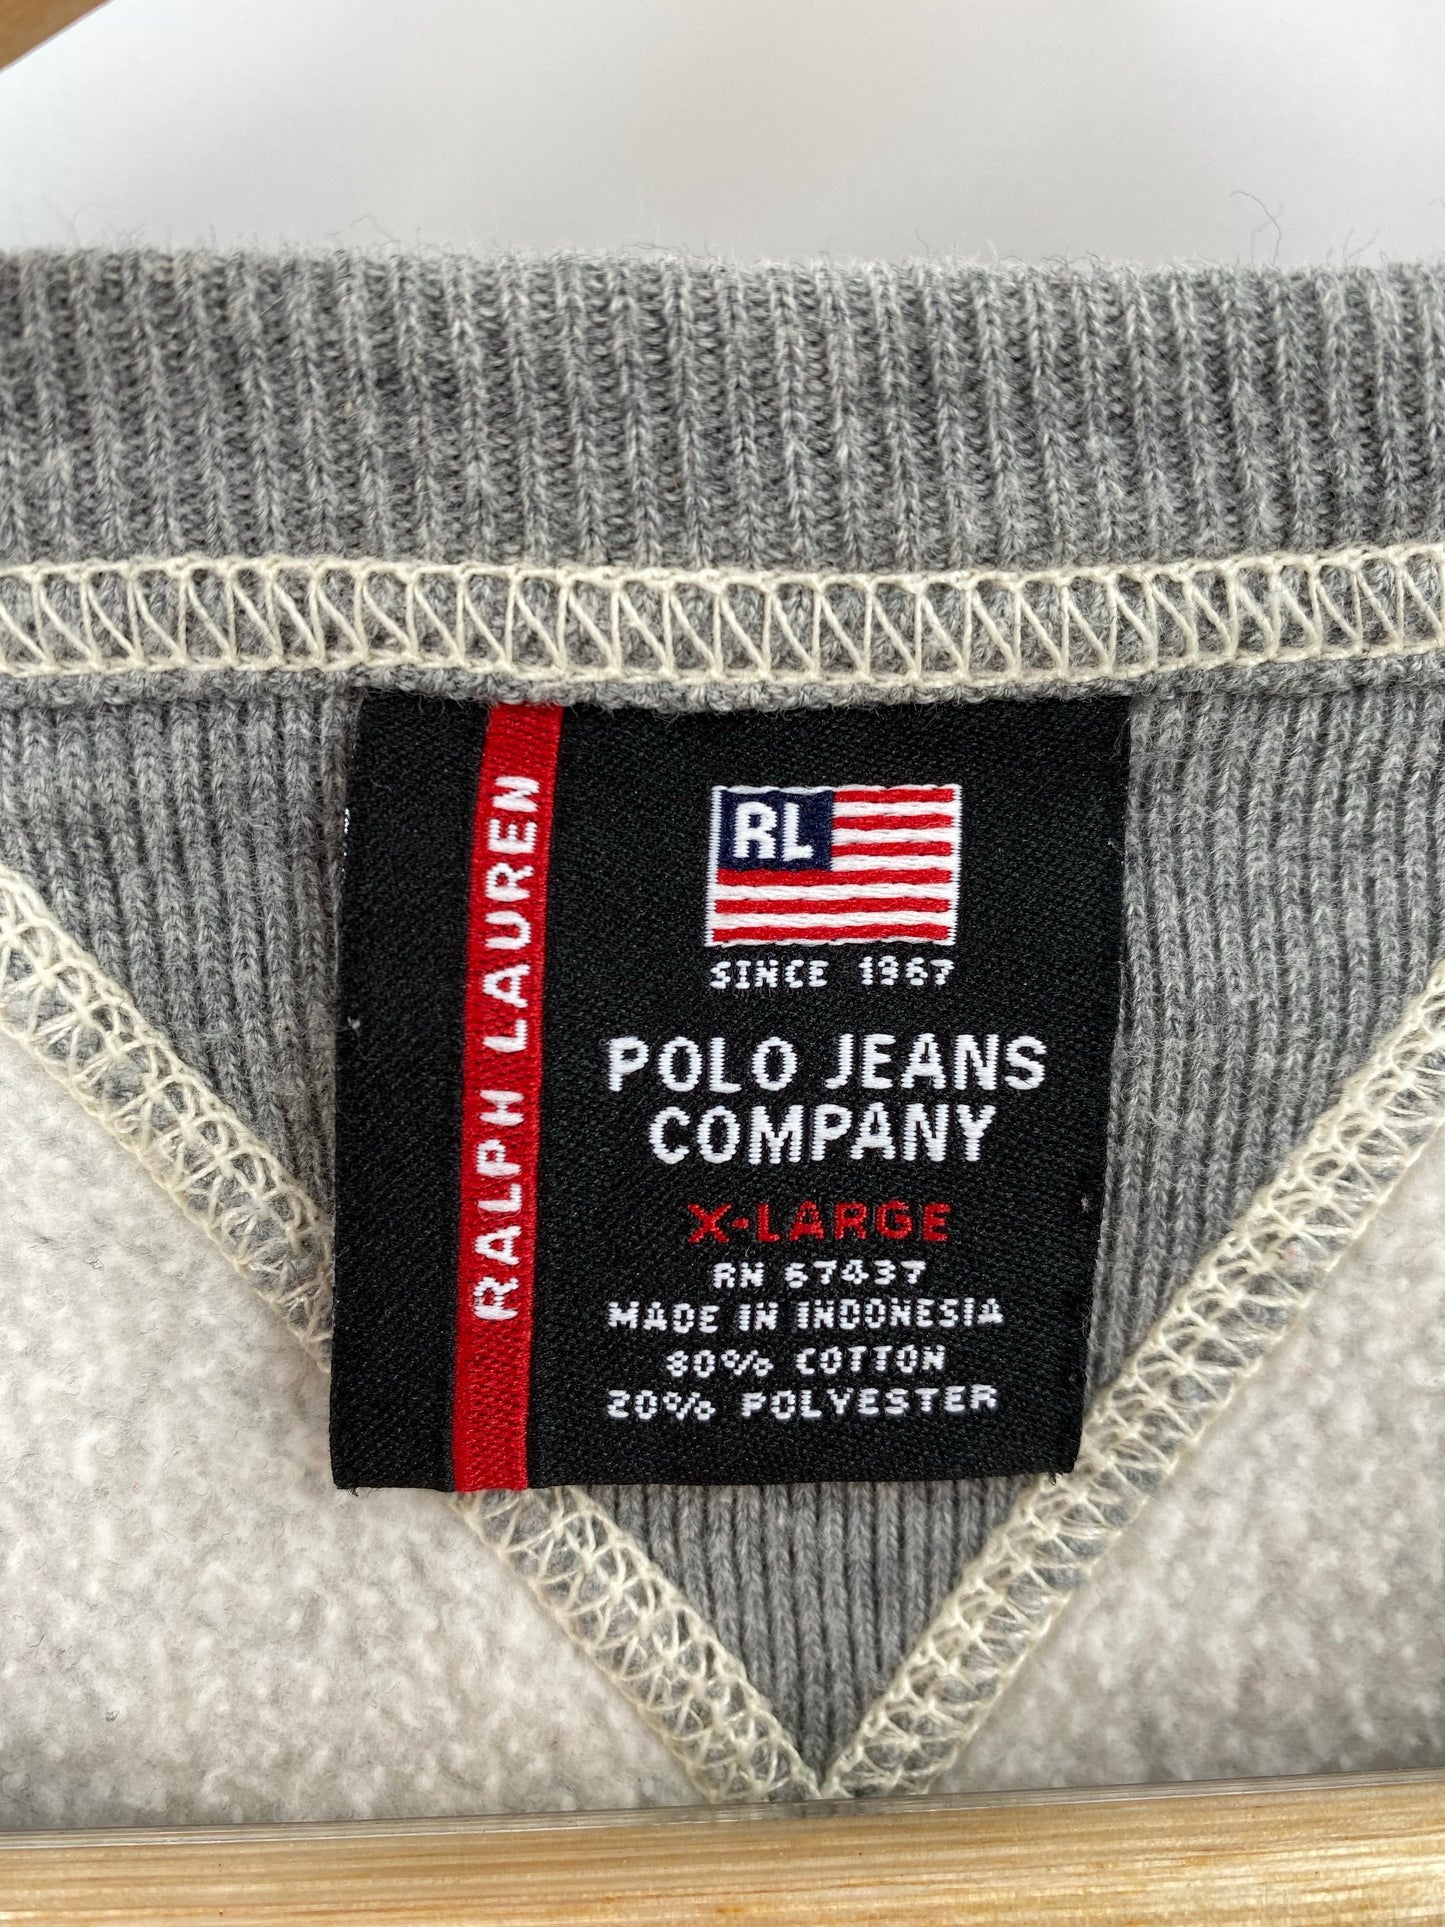 RALPH LAUREN
RL
SINCE 1967
POLO JEANS
COMPANY
X-LARGE
RN 67437
MADE IN INDONESIA
80% COTTON
20% POLYESTER